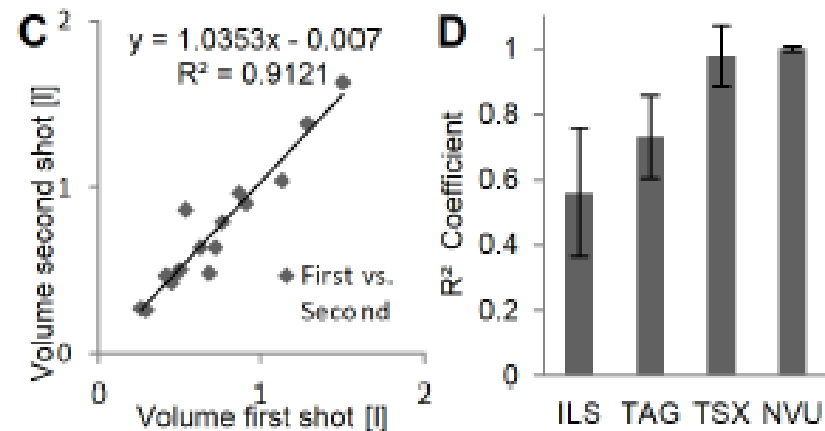 C
2
y = 1.0353x - 0.007
R² = 0.9121
1
0
0
1
2
First vs.
Second
Volume second shot [l]
Volume first shot [l]
D
1
0.8
0.6
0.4
0.2
0
R² Coefficient
ILS TAG TSX NVU